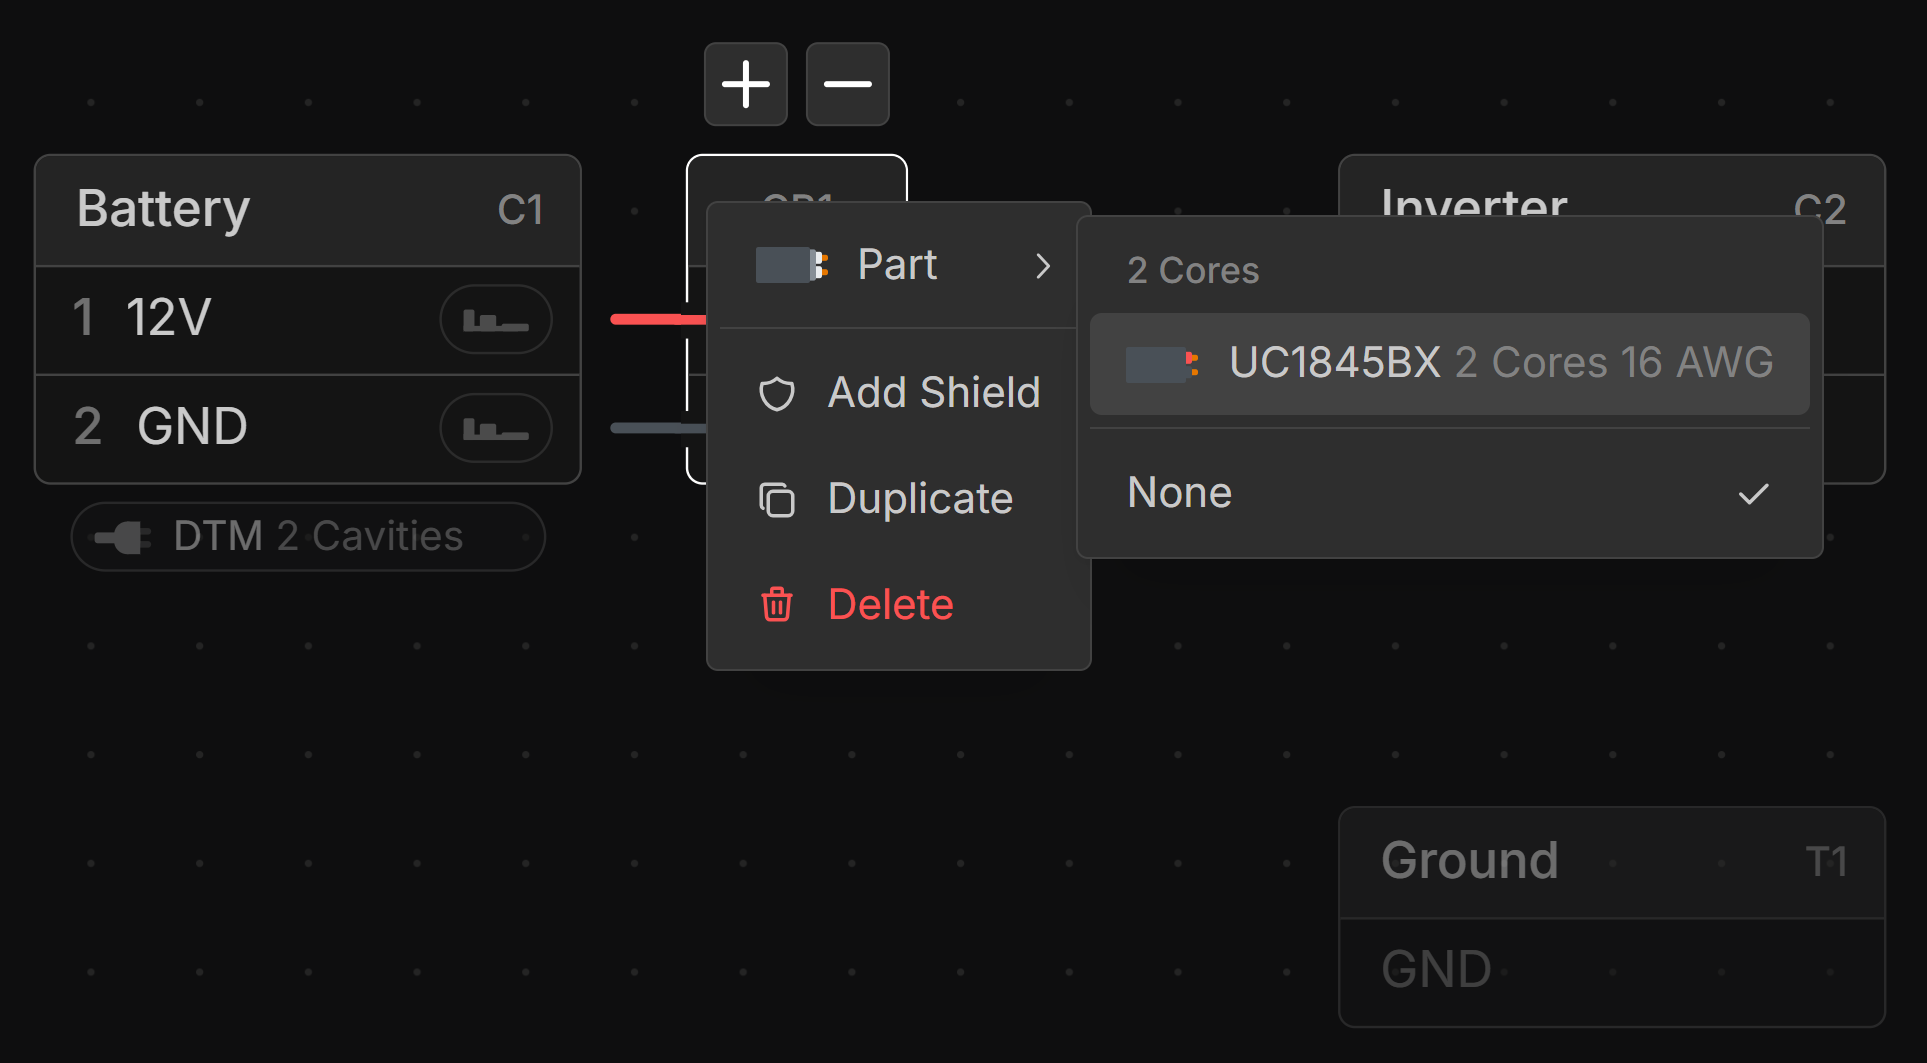 Battery C1
1 12V
2 GND
DTM 2 Cavities
Part
Add Shield
Duplicate
Delete
2 Cores
UC1845BX 2 Cores 16 AWG
None
Inverter C2
Ground T1
GND